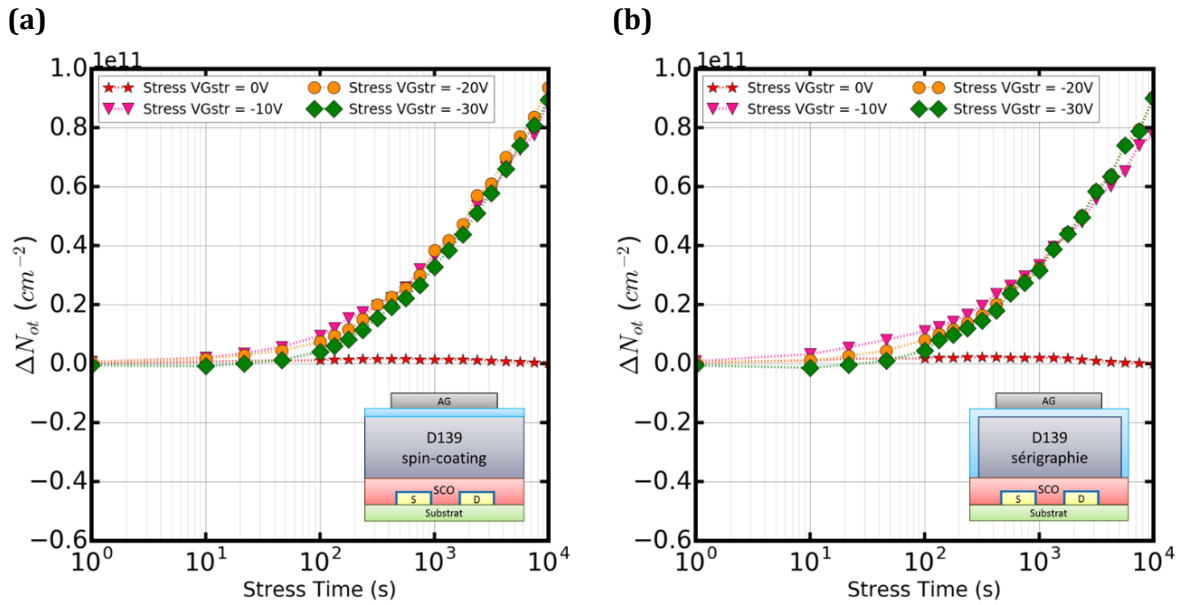 (a)
1e11
1.0
0.8
0.6
0.4
0.2
0.0
−0.2
−0.4
−0.6
ΔN_{ot} (cm^{−2})
Stress VGstr = 0V
Stress VGstr = -10V
Stress VGstr = -20V
Stress VGstr = -30V
AG
D139
spin-coating
SCO
S D
Substrat
10^0 10^1 10^2 10^3 10^4
Stress Time (s)
(b)
1e11
1.0
0.8
0.6
0.4
0.2
0.0
−0.2
−0.4
−0.6
ΔN_{ot} (cm^{−2})
Stress VGstr = 0V
Stress VGstr = -10V
Stress VGstr = -20V
Stress VGstr = -30V
AG
D139
sérigraphie
SCO
S D
Substrat
10^0 10^1 10^2 10^3 10^4
Stress Time (s)